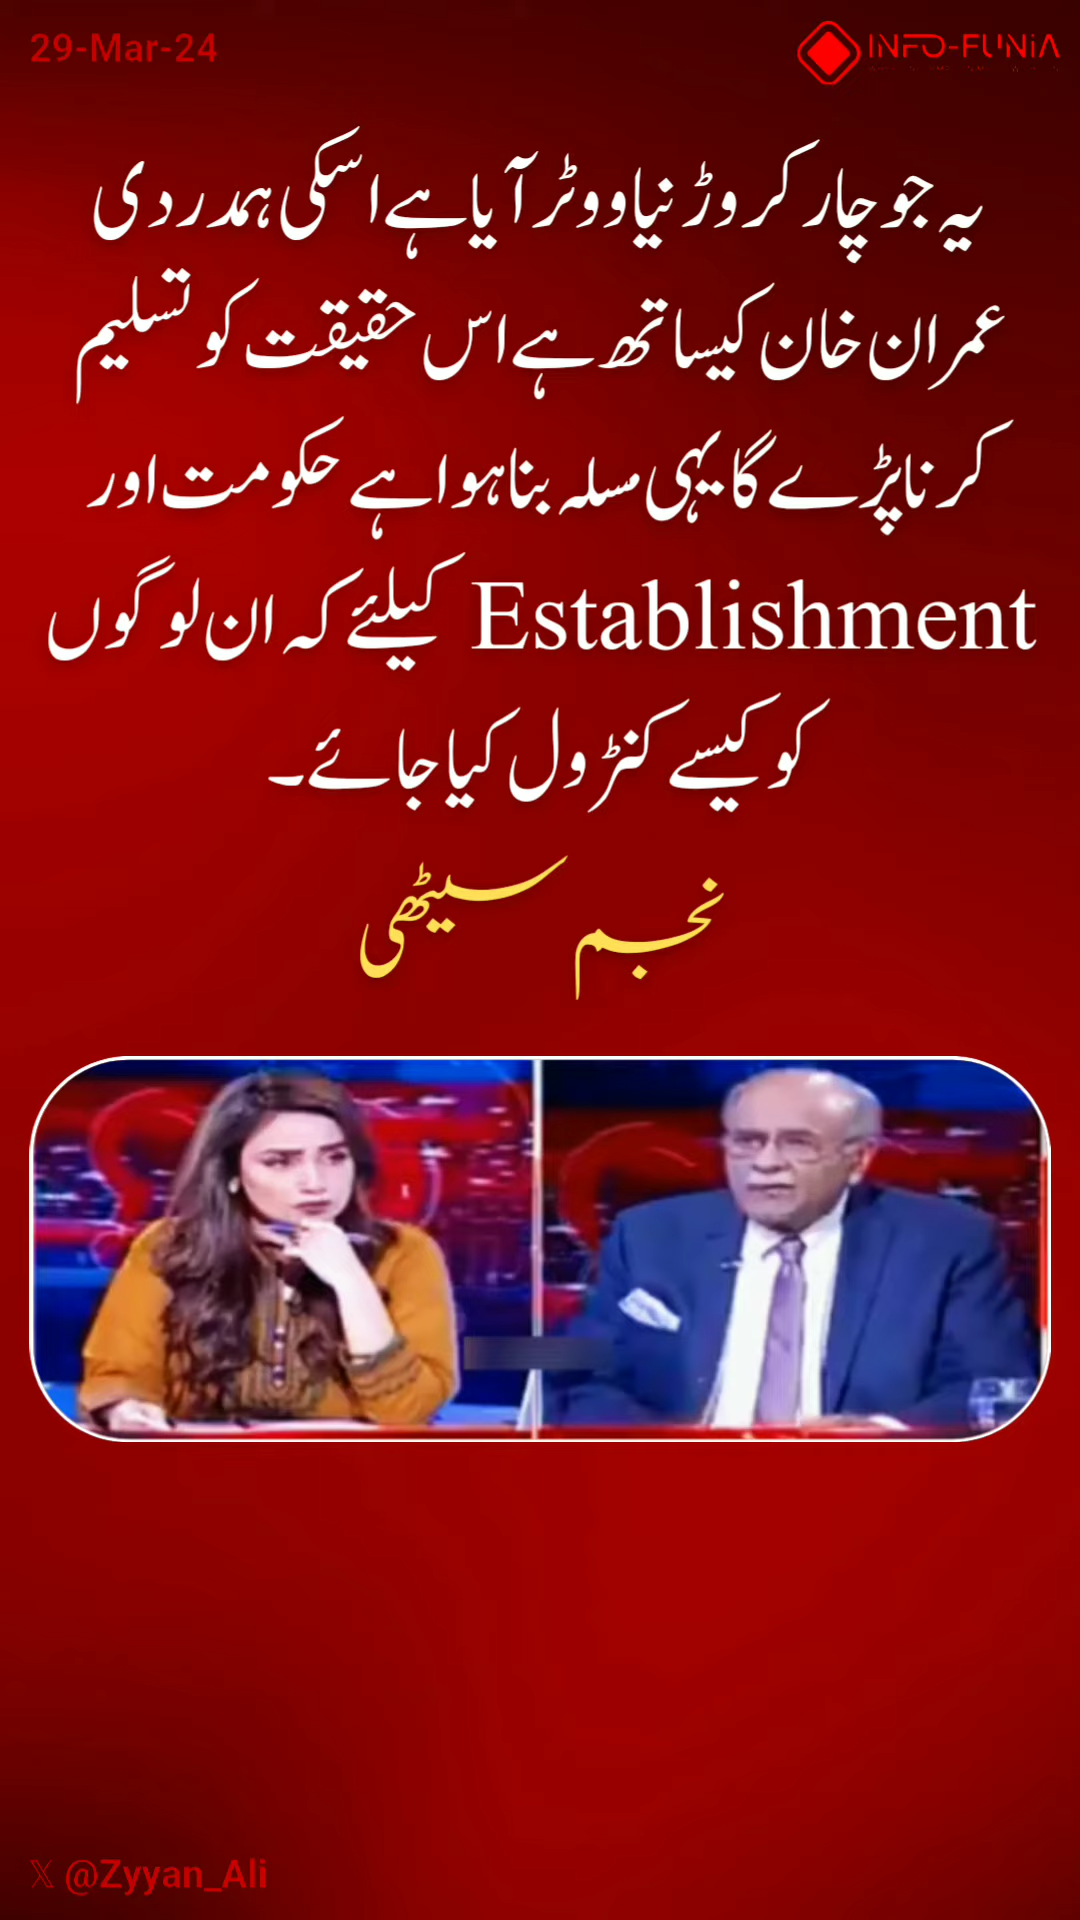 29-Mar-24
INFO-FUNiA
یہ جو چار کروڑ نیا ووٹر آیا ہے اسکی ہمدردی
عمران خان کیساتھ ہے اس حقیقت کو تسلیم
کرنا پڑے گا یہی مسلہ بنا ہوا ہے حکومت اور
Establishment کیلئے کہ ان لوگوں
کو کیسے کنٹرول کیا جائے۔
نجم سیٹھی
𝕏 @Zyyan_Ali